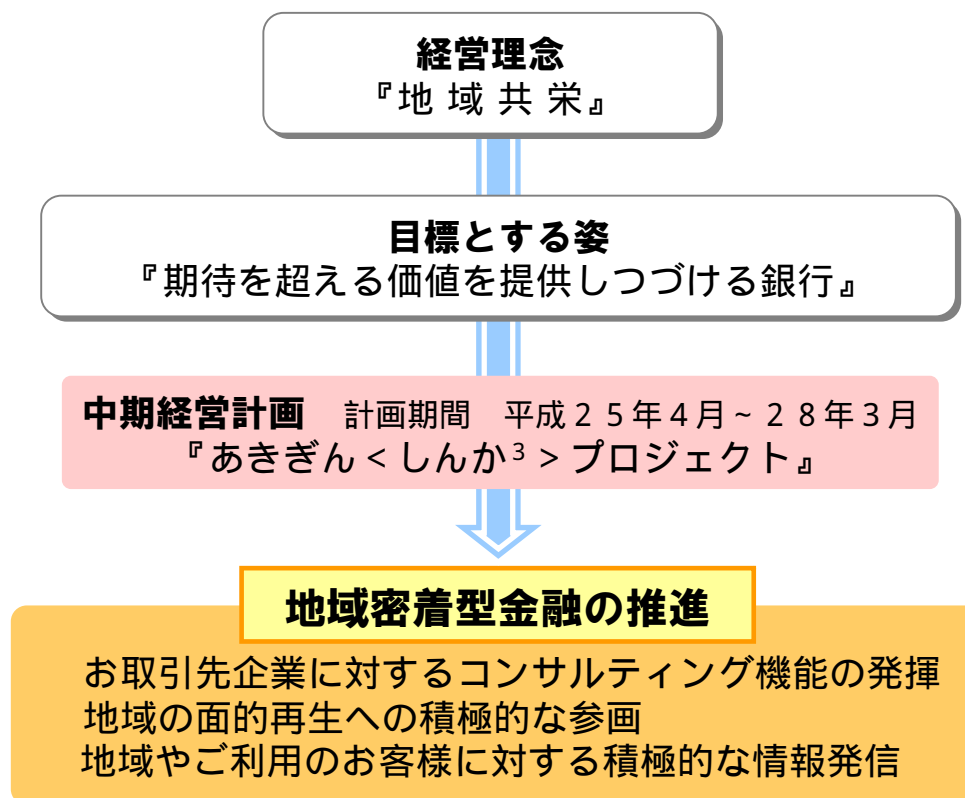 経営理念
『地域共栄』
目標とする姿
『期待を超える価値を提供しつづける銀行』
中期経営計画　計画期間　平成２５年４月~２８年３月
『あきぎん＜しんか³＞プロジェクト』
地域密着型金融の推進
お取引先企業に対するコンサルティング機能の発揮
地域の面的再生への積極的な参画
地域やご利用のお客様に対する積極的な情報発信